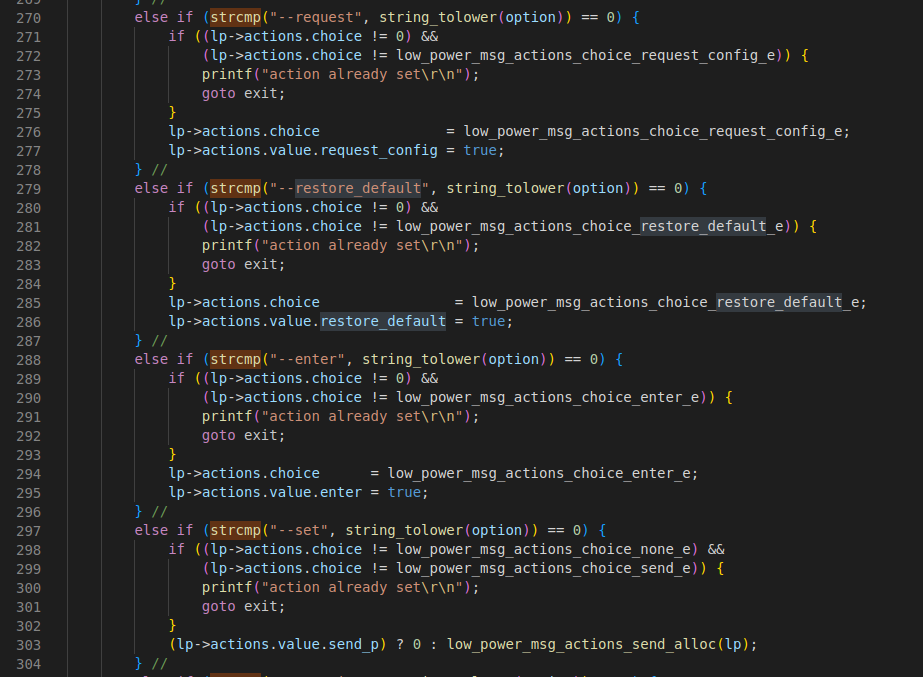 270 else if (strcmp("--request", string_tolower(option)) == 0) {
271 if ((lp->actions.choice != 0) &&
272 (lp->actions.choice != low_power_msg_actions_choice_request_config_e)) {
273 printf("action already set\r\n");
274 goto exit;
275 }
276 lp->actions.choice = low_power_msg_actions_choice_request_config_e;
277 lp->actions.value.request_config = true;
278 } //
279 else if (strcmp("--restore_default", string_tolower(option)) == 0) {
280 if ((lp->actions.choice != 0) &&
281 (lp->actions.choice != low_power_msg_actions_choice_restore_default_e)) {
282 printf("action already set\r\n");
283 goto exit;
284 }
285 lp->actions.choice = low_power_msg_actions_choice_restore_default_e;
286 lp->actions.value.restore_default = true;
287 } //
288 else if (strcmp("--enter", string_tolower(option)) == 0) {
289 if ((lp->actions.choice != 0) &&
290 (lp->actions.choice != low_power_msg_actions_choice_enter_e)) {
291 printf("action already set\r\n");
292 goto exit;
293 }
294 lp->actions.choice = low_power_msg_actions_choice_enter_e;
295 lp->actions.value.enter = true;
296 } //
297 else if (strcmp("--set", string_tolower(option)) == 0) {
298 if ((lp->actions.choice != low_power_msg_actions_choice_none_e) &&
299 (lp->actions.choice != low_power_msg_actions_choice_send_e)) {
300 printf("action already set\r\n");
301 goto exit;
302 }
303 (lp->actions.value.send_p) ? 0 : low_power_msg_actions_send_alloc(lp);
304 } //